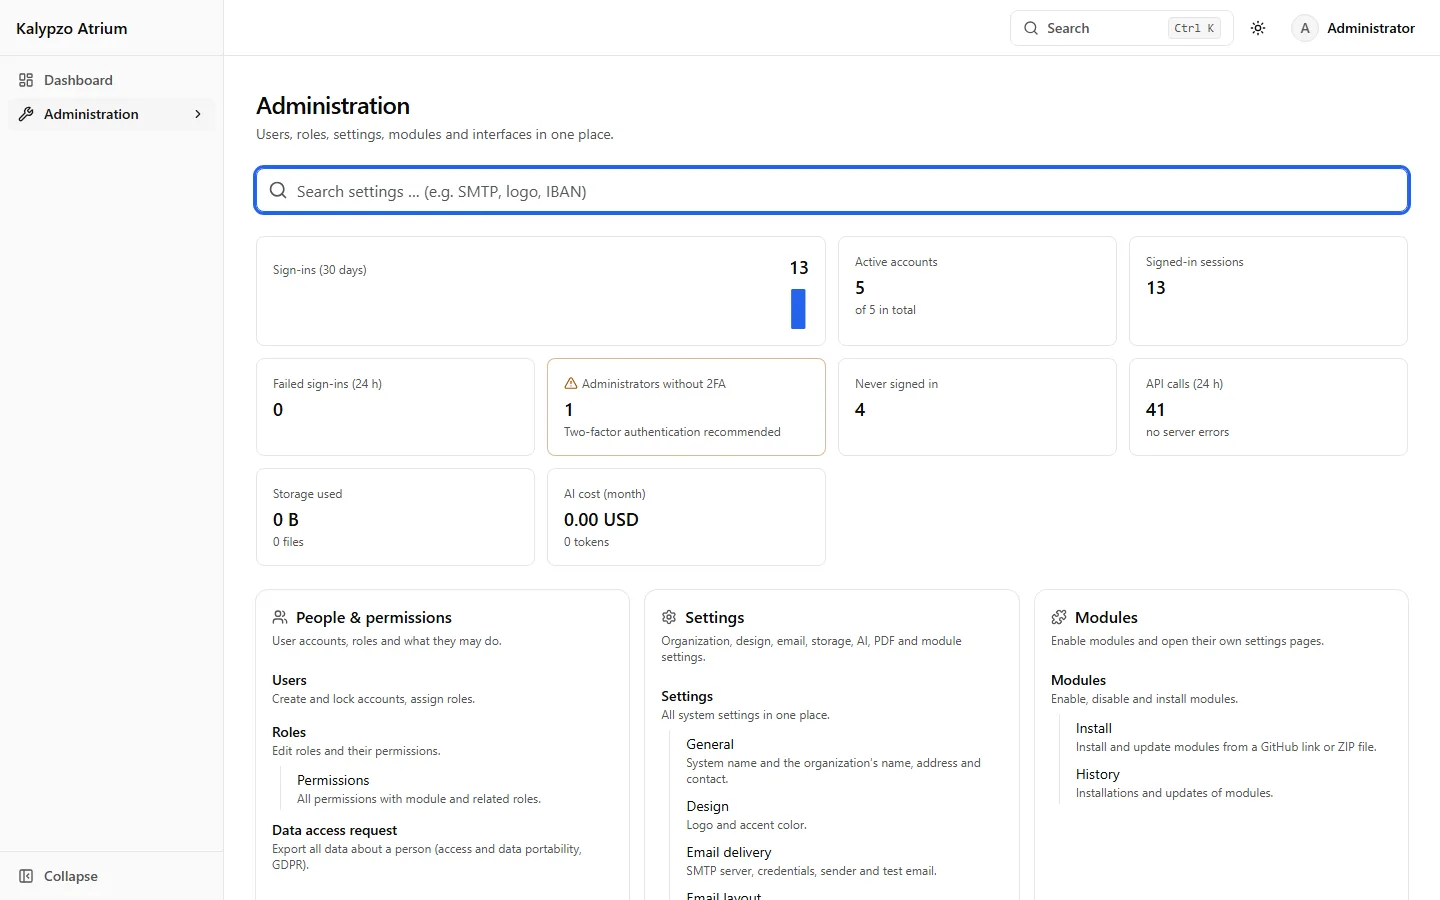 Kalypzo Atrium
Search
Ctrl K
A
Administrator
Dashboard
Administration
Administration
Users, roles, settings, modules and interfaces in one place.
Search settings ... (e.g. SMTP, logo, IBAN)
Sign-ins (30 days)
13
Active accounts
5
of 5 in total
Signed-in sessions
13
Failed sign-ins (24 h)
0
Administrators without 2FA
1
Two-factor authentication recommended
Never signed in
4
API calls (24 h)
41
no server errors
Storage used
0 B
0 files
AI cost (month)
0.00 USD
0 tokens
People & permissions
User accounts, roles and what they may do.
Users
Create and lock accounts, assign roles.
Roles
Edit roles and their permissions.
Permissions
All permissions with module and related roles.
Data access request
Export all data about a person (access and data portability,
GDPR).
Settings
Organization, design, email, storage, AI, PDF and module
settings.
Settings
All system settings in one place.
General
System name and the organization's name, address and
contact.
Design
Logo and accent color.
Email delivery
SMTP server, credentials, sender and test email.
Email layout
Modules
Enable modules and open their own settings pages.
Modules
Enable, disable and install modules.
Install
Install and update modules from a GitHub link or ZIP file.
History
Installations and updates of modules.
Collapse